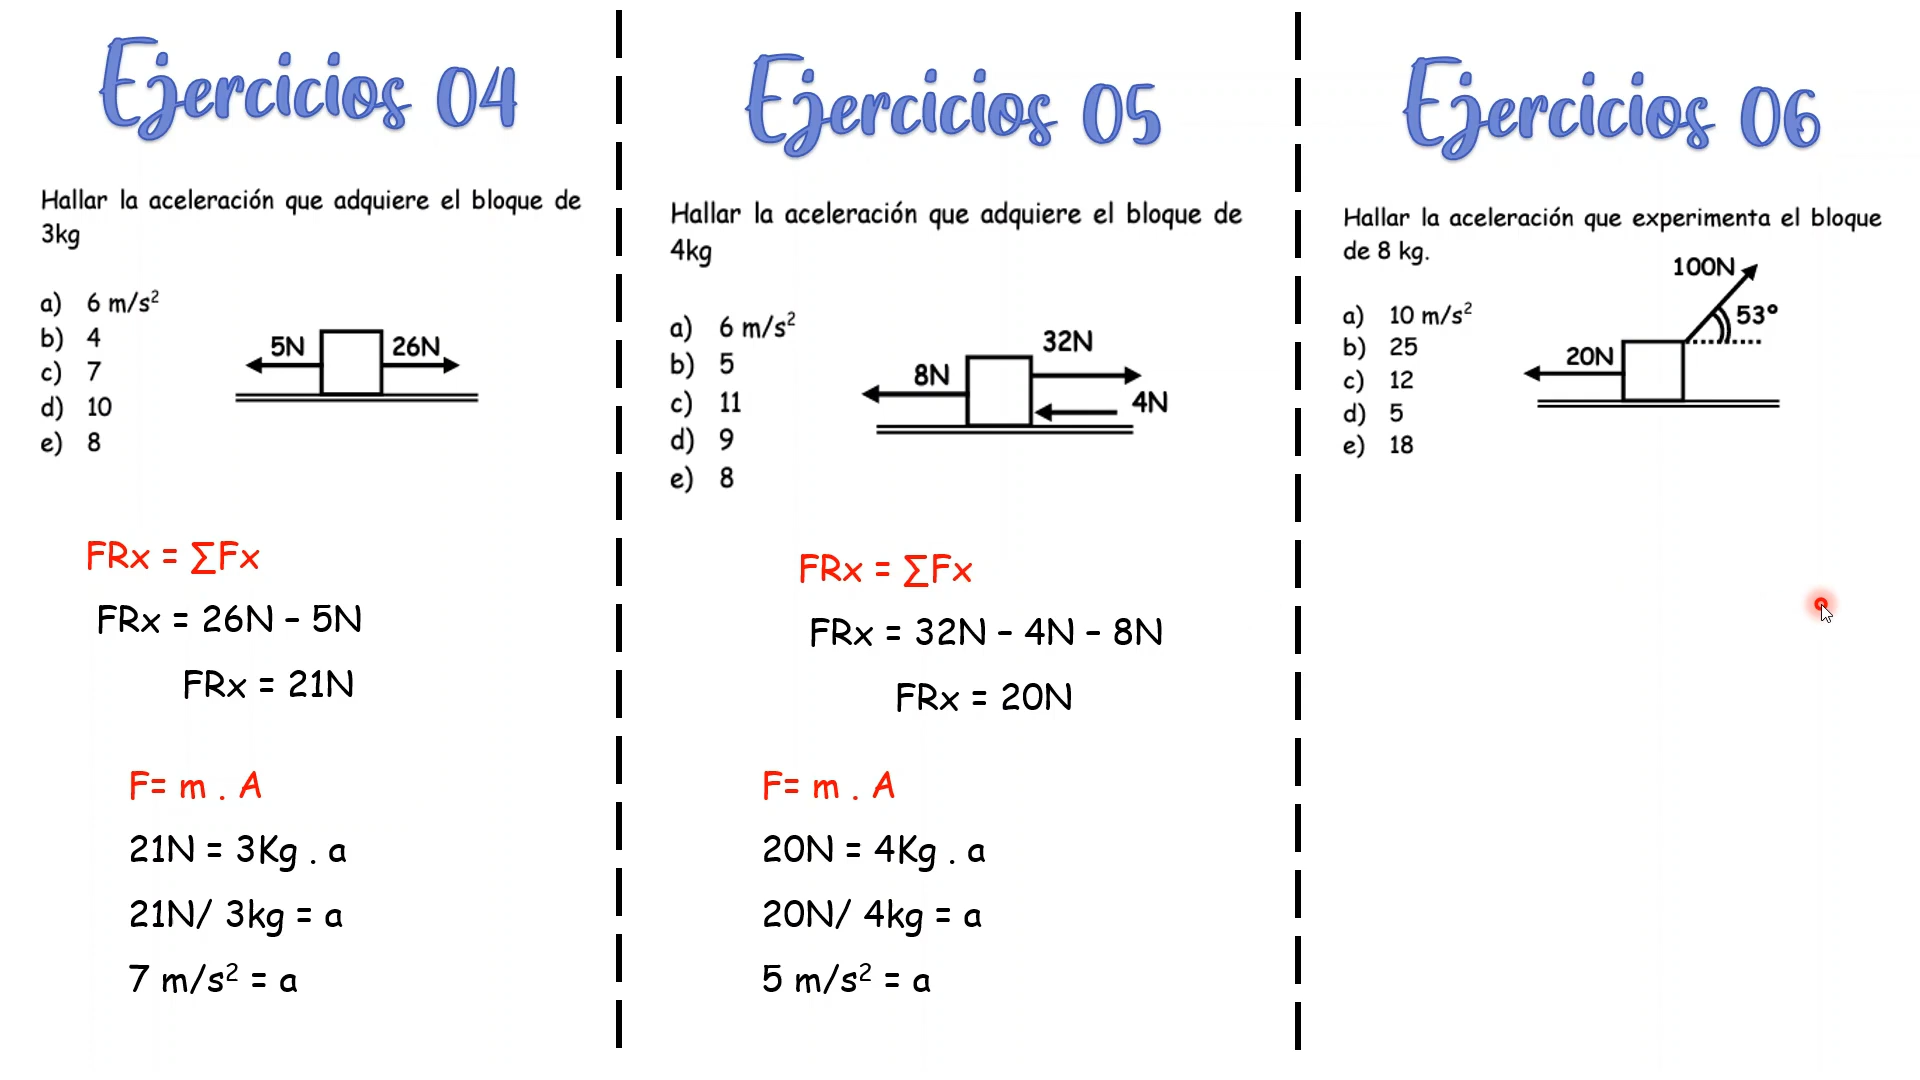 Ejercicios 04
Hallar la aceleración que adquiere el bloque de
3kg
a) 6 m/s²
b) 4
c) 7
d) 10
e) 8
5N
26N
FRx = ∑Fx
FRx = 26N – 5N
FRx = 21N
F= m . A
21N = 3Kg . a
21N/ 3kg = a
7 m/s² = a
Ejercicios 05
Hallar la aceleración que adquiere el bloque de
4kg
a) 6 m/s²
b) 5
c) 11
d) 9
e) 8
32N
8N
4N
FRx = ∑Fx
FRx = 32N – 4N – 8N
FRx = 20N
F= m . A
20N = 4Kg . a
20N/ 4kg = a
5 m/s² = a
Ejercicios 06
Hallar la aceleración que experimenta el bloque
de 8 kg.
a) 10 m/s²
b) 25
c) 12
d) 5
e) 18
100N
53°
20N